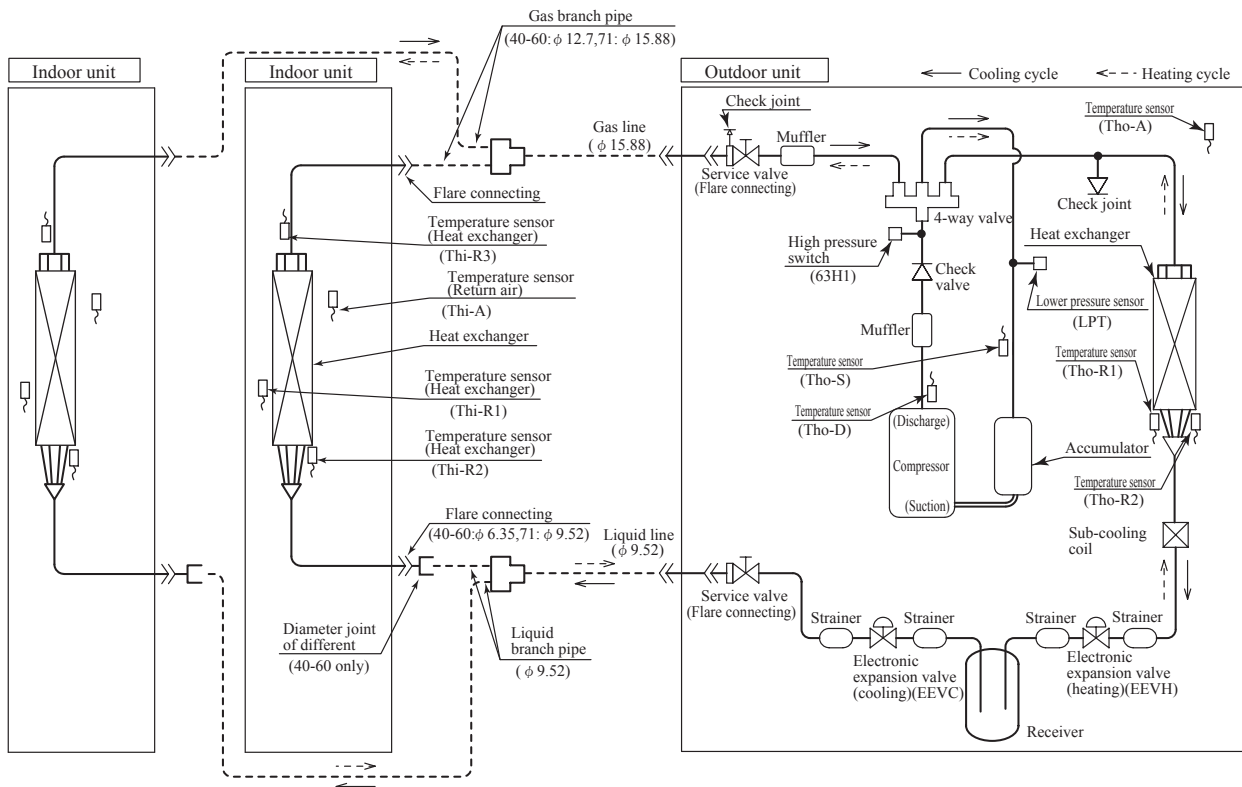 Gas branch pipe
(40-60: φ 12.7,71: φ 15.88)
Indoor unit
Indoor unit
Outdoor unit
Cooling cycle
Heating cycle
Check joint
Temperature sensor
(Tho-A)
Gas line
(φ 15.88)
Muffler
Service valve
(Flare connecting)
Flare connecting
4-way valve
Check joint
Temperature sensor
(Heat exchanger)
(Thi-R3)
High pressure
switch
(63H1)
Heat exchanger
Check
valve
Temperature sensor
(Return air)
(Thi-A)
Lower pressure sensor
(LPT)
Muffler
Heat exchanger
Temperature sensor
(Tho-S)
Temperature sensor
(Tho-R1)
Temperature sensor
(Heat exchanger)
(Thi-R1)
Temperature sensor
(Tho-D)
(Discharge)
Compressor
(Suction)
Accumulator
Temperature sensor
(Heat exchanger)
(Thi-R2)
Temperature sensor
(Tho-R2)
Flare connecting
(40-60:φ 6.35,71: φ 9.52)
Liquid line
(φ 9.52)
Sub-cooling
coil
Service valve
(Flare connecting)
Diameter joint
of different
(40-60 only)
Liquid
branch pipe
(φ 9.52)
Strainer
Strainer
Strainer
Strainer
Electronic
expansion valve
(cooling)(EEVC)
Electronic
expansion valve
(heating)(EEVH)
Receiver